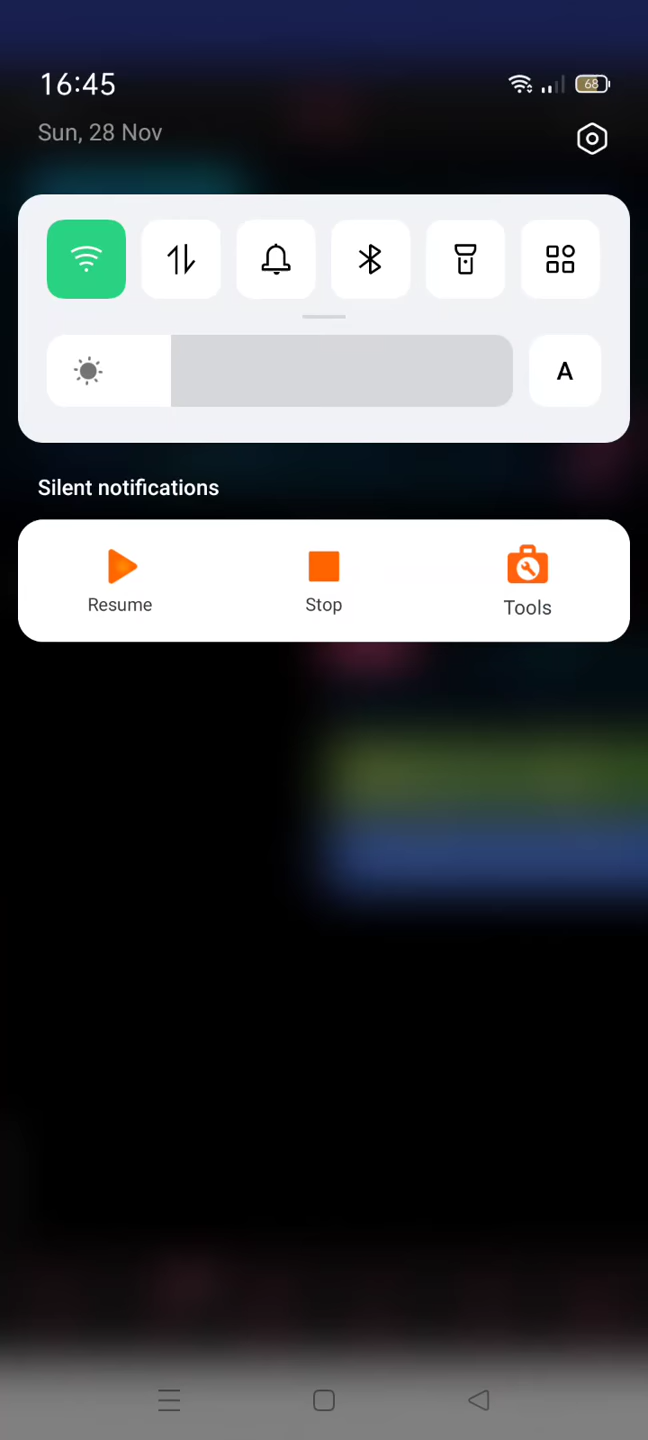 16:45
68
Sun, 28 Nov
A
Silent notifications
Resume
Stop
Tools